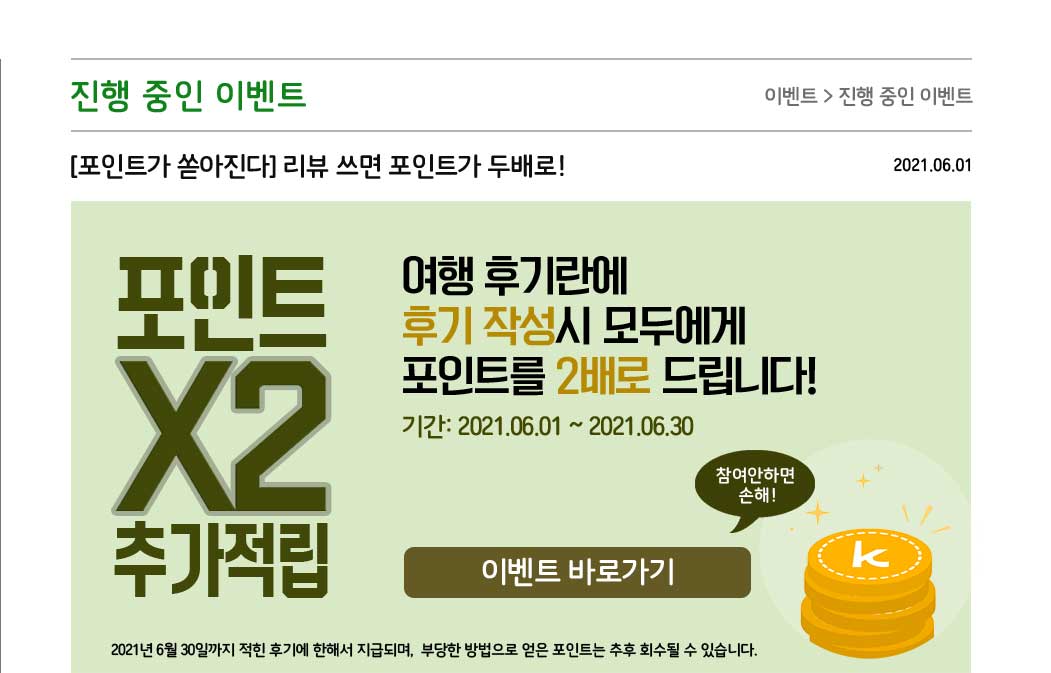 진행 중인 이벤트
이벤트 > 진행 중인 이벤트
[포인트가 쏟아진다] 리뷰 쓰면 포인트가 두배로!
2021.06.01
포인트
X2
추가적립
여행 후기란에
후기 작성시 모두에게
포인트를 2배로 드립니다!
기간: 2021.06.01 ~ 2021.06.30
참여안하면
손해!
k
이벤트 바로가기
2021년 6월 30일까지 적힌 후기에 한해서 지급되며, 부당한 방법으로 얻은 포인트는 추후 회수될 수 있습니다.